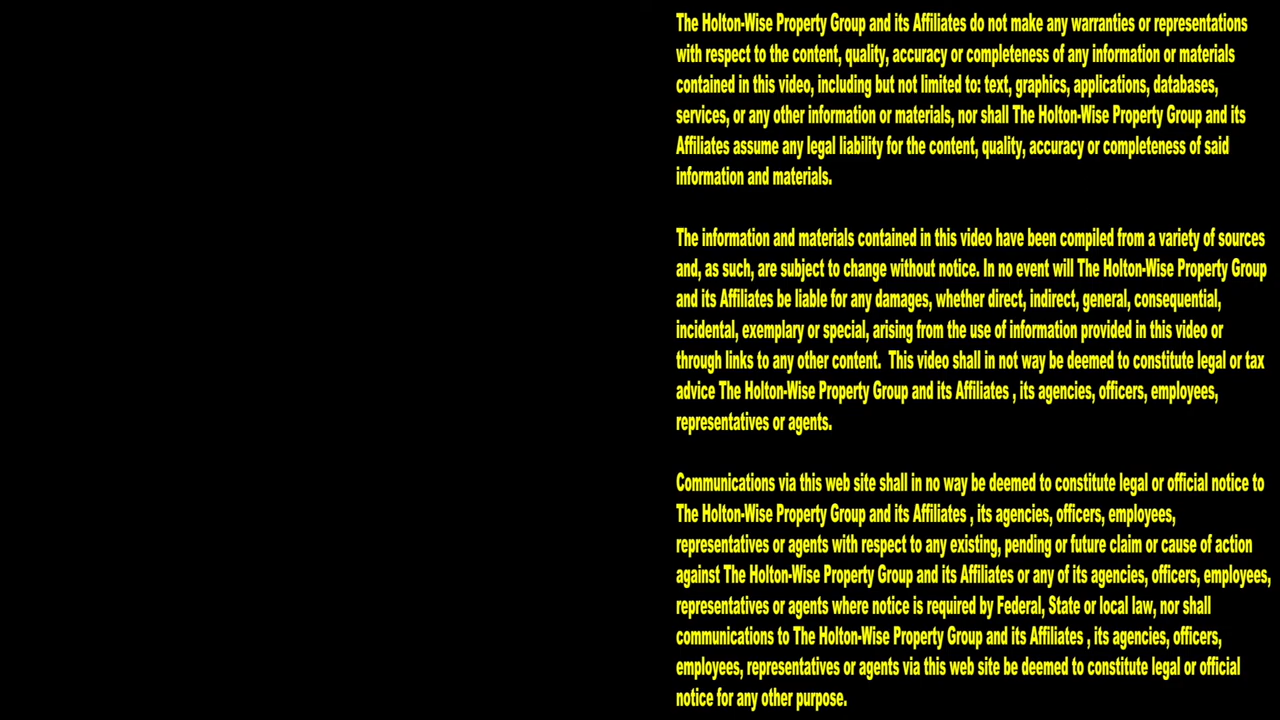 The Holton-Wise Property Group and its Affiliates do not make any warranties or representations
with respect to the content, quality, accuracy or completeness of any information or materials
contained in this video, including but not limited to: text, graphics, applications, databases,
services, or any other information or materials, nor shall The Holton-Wise Property Group and its
Affiliates assume any legal liability for the content, quality, accuracy or completeness of said
information and materials.
The information and materials contained in this video have been compiled from a variety of sources
and, as such, are subject to change without notice. In no event will The Holton-Wise Property Group
and its Affiliates be liable for any damages, whether direct, indirect, general, consequential,
incidental, exemplary or special, arising from the use of information provided in this video or
through links to any other content.  This video shall in not way be deemed to constitute legal or tax
advice The Holton-Wise Property Group and its Affiliates , its agencies, officers, employees,
representatives or agents.
Communications via this web site shall in no way be deemed to constitute legal or official notice to
The Holton-Wise Property Group and its Affiliates , its agencies, officers, employees,
representatives or agents with respect to any existing, pending or future claim or cause of action
against The Holton-Wise Property Group and its Affiliates or any of its agencies, officers, employees,
representatives or agents where notice is required by Federal, State or local law, nor shall
communications to The Holton-Wise Property Group and its Affiliates , its agencies, officers,
employees, representatives or agents via this web site be deemed to constitute legal or official
notice for any other purpose.